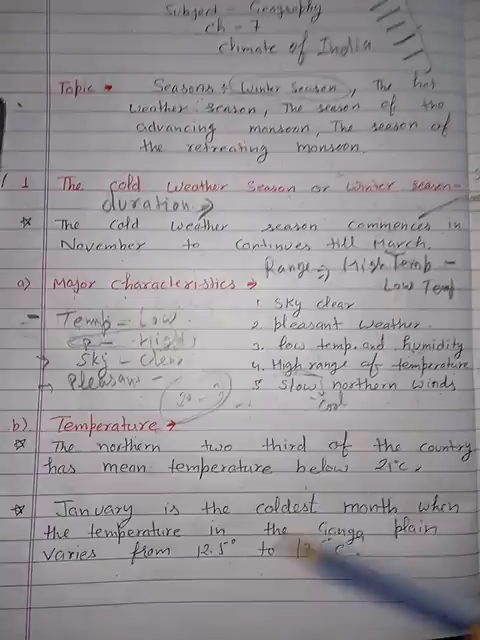 Subject - Geography
Ch - 7
Climate of India
Topic → Seasons : (Winter Season), The hot
weather season, The season of the
advancing monsoon, The season of
the retreating monsoon.
1 The cold weather season or winter season-
duration →
☆ The cold weather season commences in
November to continues till March.
Range → High Temp -
Low Temp
a) Major Characteristics →
1. Sky clear
2. pleasant weather
3. low temp. and humidity
4. High range of temperature
5. Slow northern winds
Cool
- Temp - Low
- High
→ Sky - clear
→ pleasant -
b) Temperature →
☆ The northern two third of the country
has mean temperature below 21°C.
☆ January is the coldest month when
the temperature in the Ganga plain
varies from 12.5° to